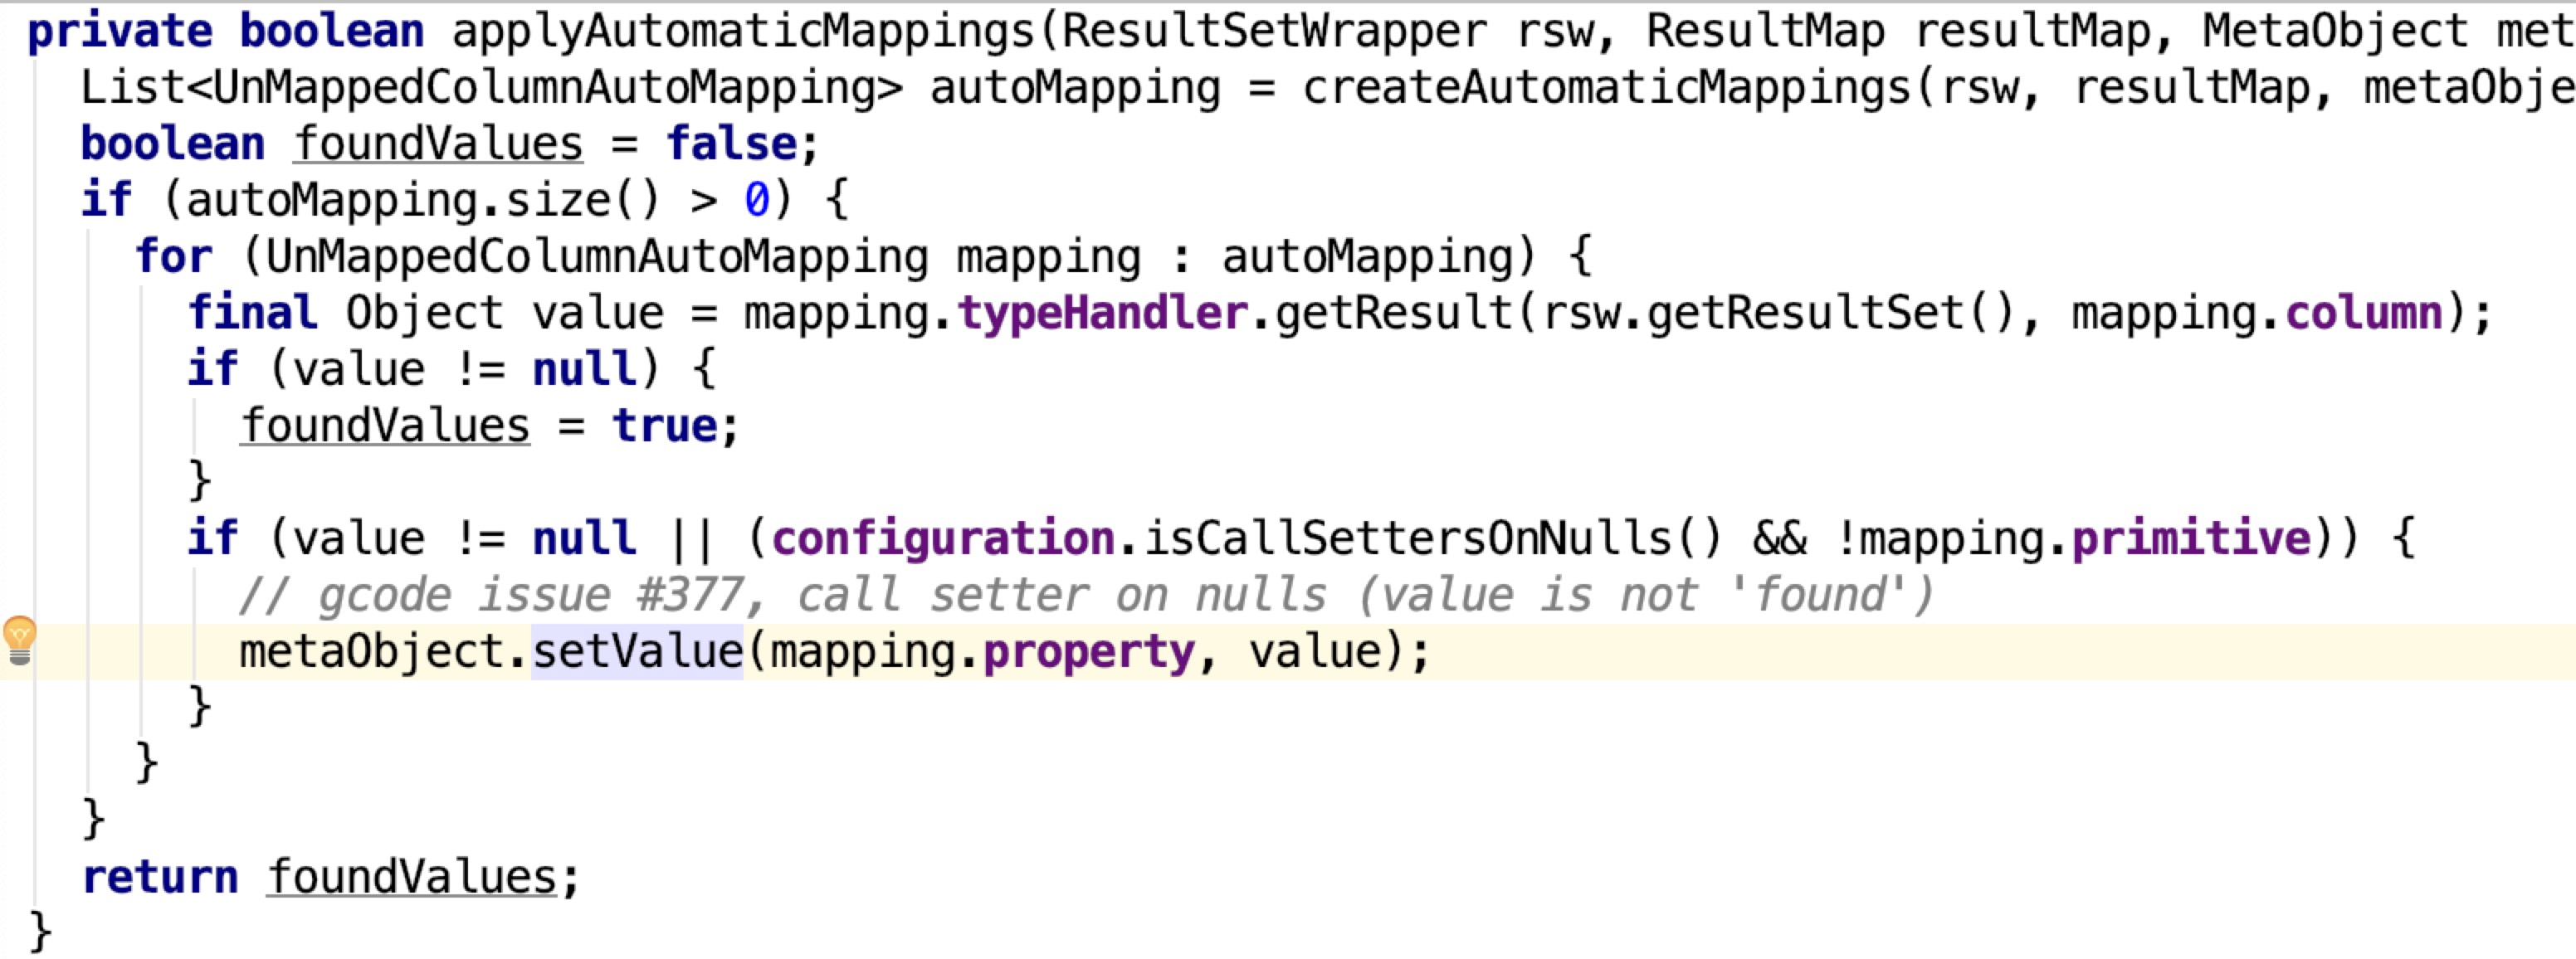 private boolean applyAutomaticMappings(ResultSetWrapper rsw, ResultMap resultMap, MetaObject met
List<UnMappedColumnAutoMapping> autoMapping = createAutomaticMappings(rsw, resultMap, metaObje
boolean foundValues = false;
if (autoMapping.size() > 0) {
for (UnMappedColumnAutoMapping mapping : autoMapping) {
final Object value = mapping.typeHandler.getResult(rsw.getResultSet(), mapping.column);
if (value != null) {
foundValues = true;
}
if (value != null || (configuration.isCallSettersOnNulls() && !mapping.primitive)) {
// gcode issue #377, call setter on nulls (value is not 'found')
metaObject.setValue(mapping.property, value);
}
}
}
return foundValues;
}